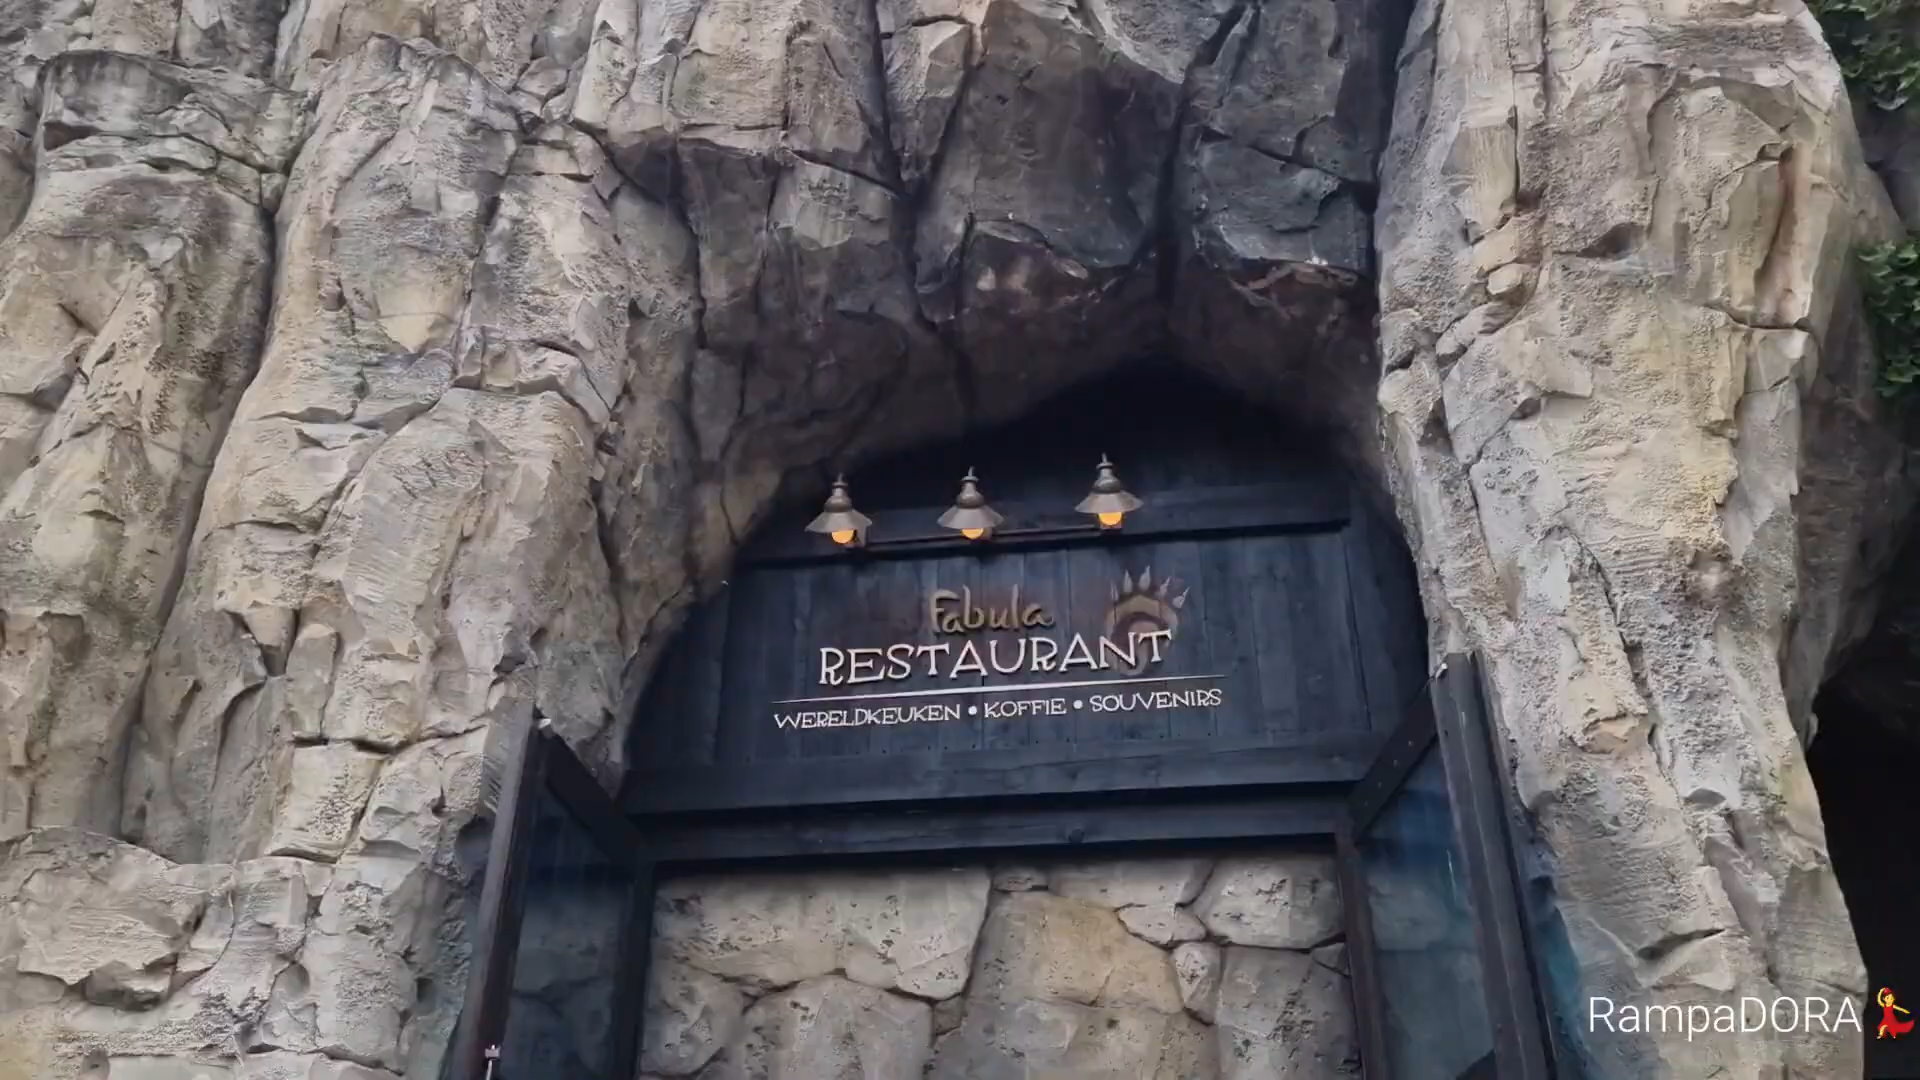 Fabula
RESTAURANT
WERELDKEUKEN • KOFFIE • SOUVENIRS
RampaDORA💃